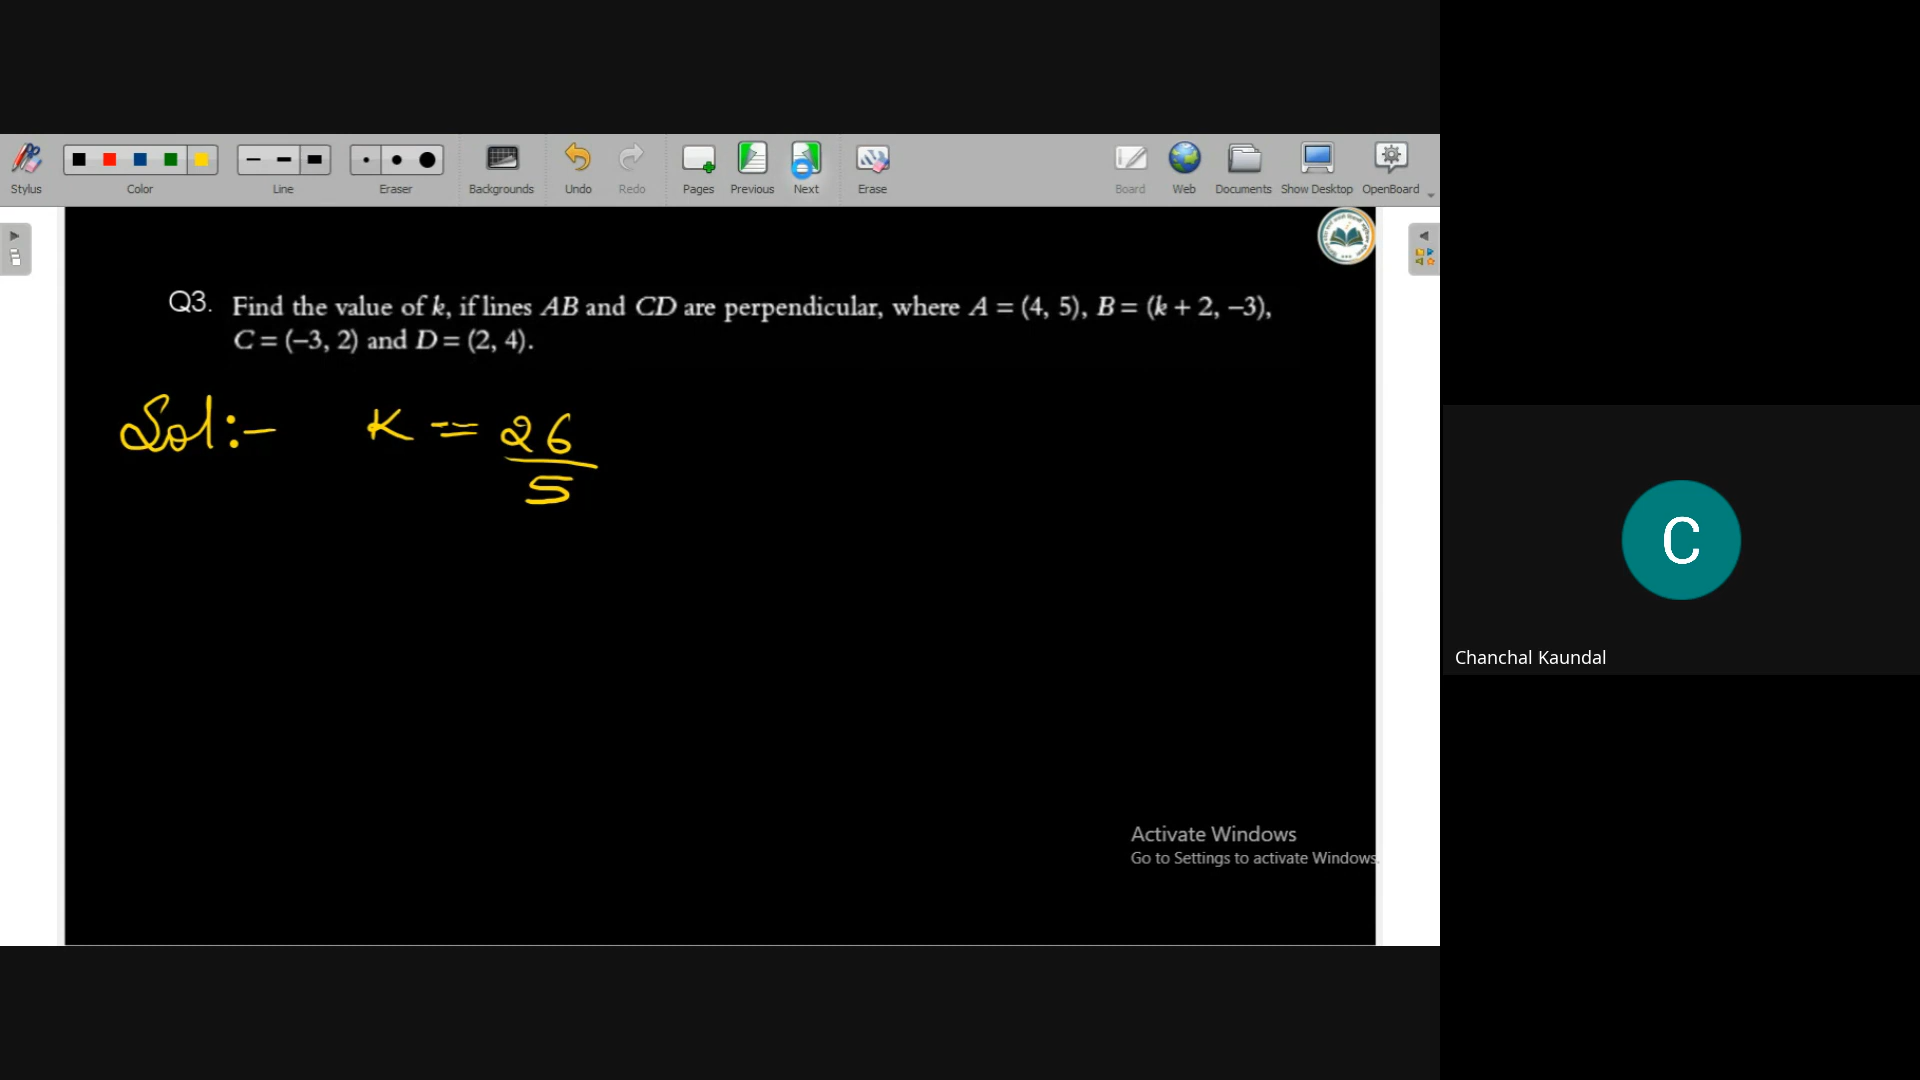 Stylus Color Line Eraser Backgrounds Undo Redo Pages Previous Next Erase Board Web Documents Show Desktop OpenBoard
Q3. Find the value of k, if lines AB and CD are perpendicular, where A = (4, 5), B = (k + 2, –3),
C = (–3, 2) and D = (2, 4).
Sol:- K = 26
5
C
Chanchal Kaundal
Activate Windows
Go to Settings to activate Windows.